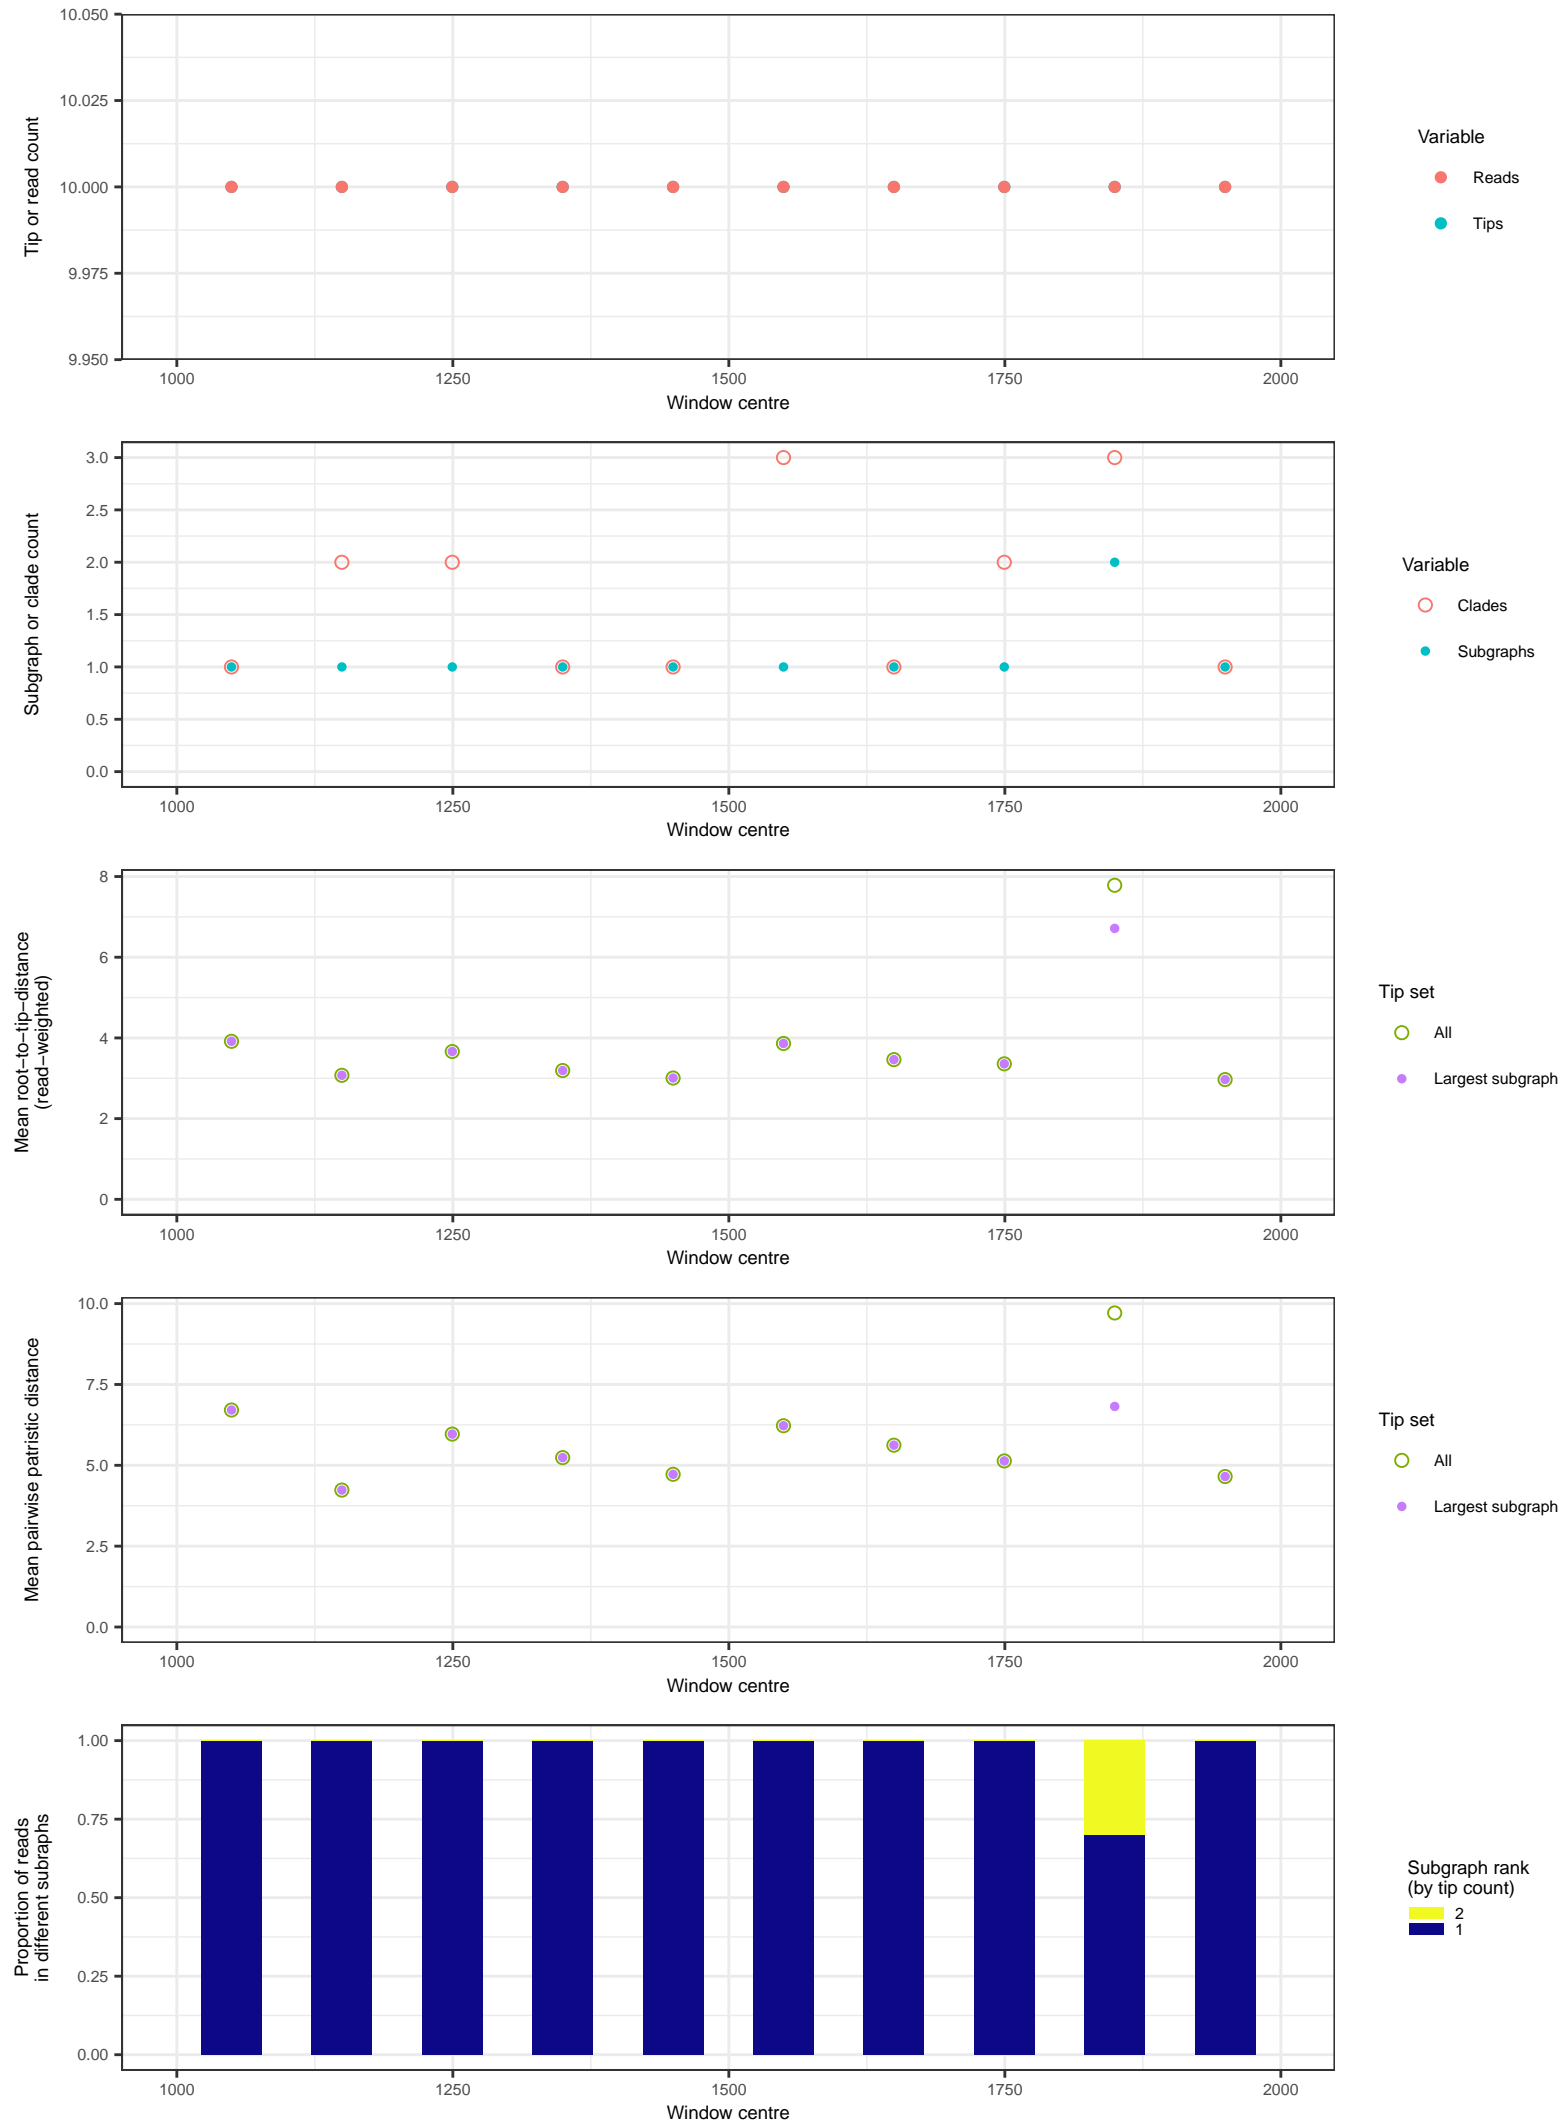 10.050
10.025
10.000
9.975
9.950
Tip or read count
1000 1250 1500 1750 2000
Window centre
Variable
Reads
Tips
3.0
2.5
2.0
1.5
1.0
0.5
0.0
Subgraph or clade count
1000 1250 1500 1750 2000
Window centre
Variable
Clades
Subgraphs
8
6
4
2
0
Mean root−to−tip−distance
(read−weighted)
1000 1250 1500 1750 2000
Window centre
Tip set
All
Largest subgraph
10.0
7.5
5.0
2.5
0.0
Mean pairwise patristic distance
1000 1250 1500 1750 2000
Window centre
Tip set
All
Largest subgraph
1.00
0.75
0.50
0.25
0.00
Proportion of reads
in different subraphs
1000 1250 1500 1750 2000
Window centre
Subgraph rank
(by tip count)
2
1